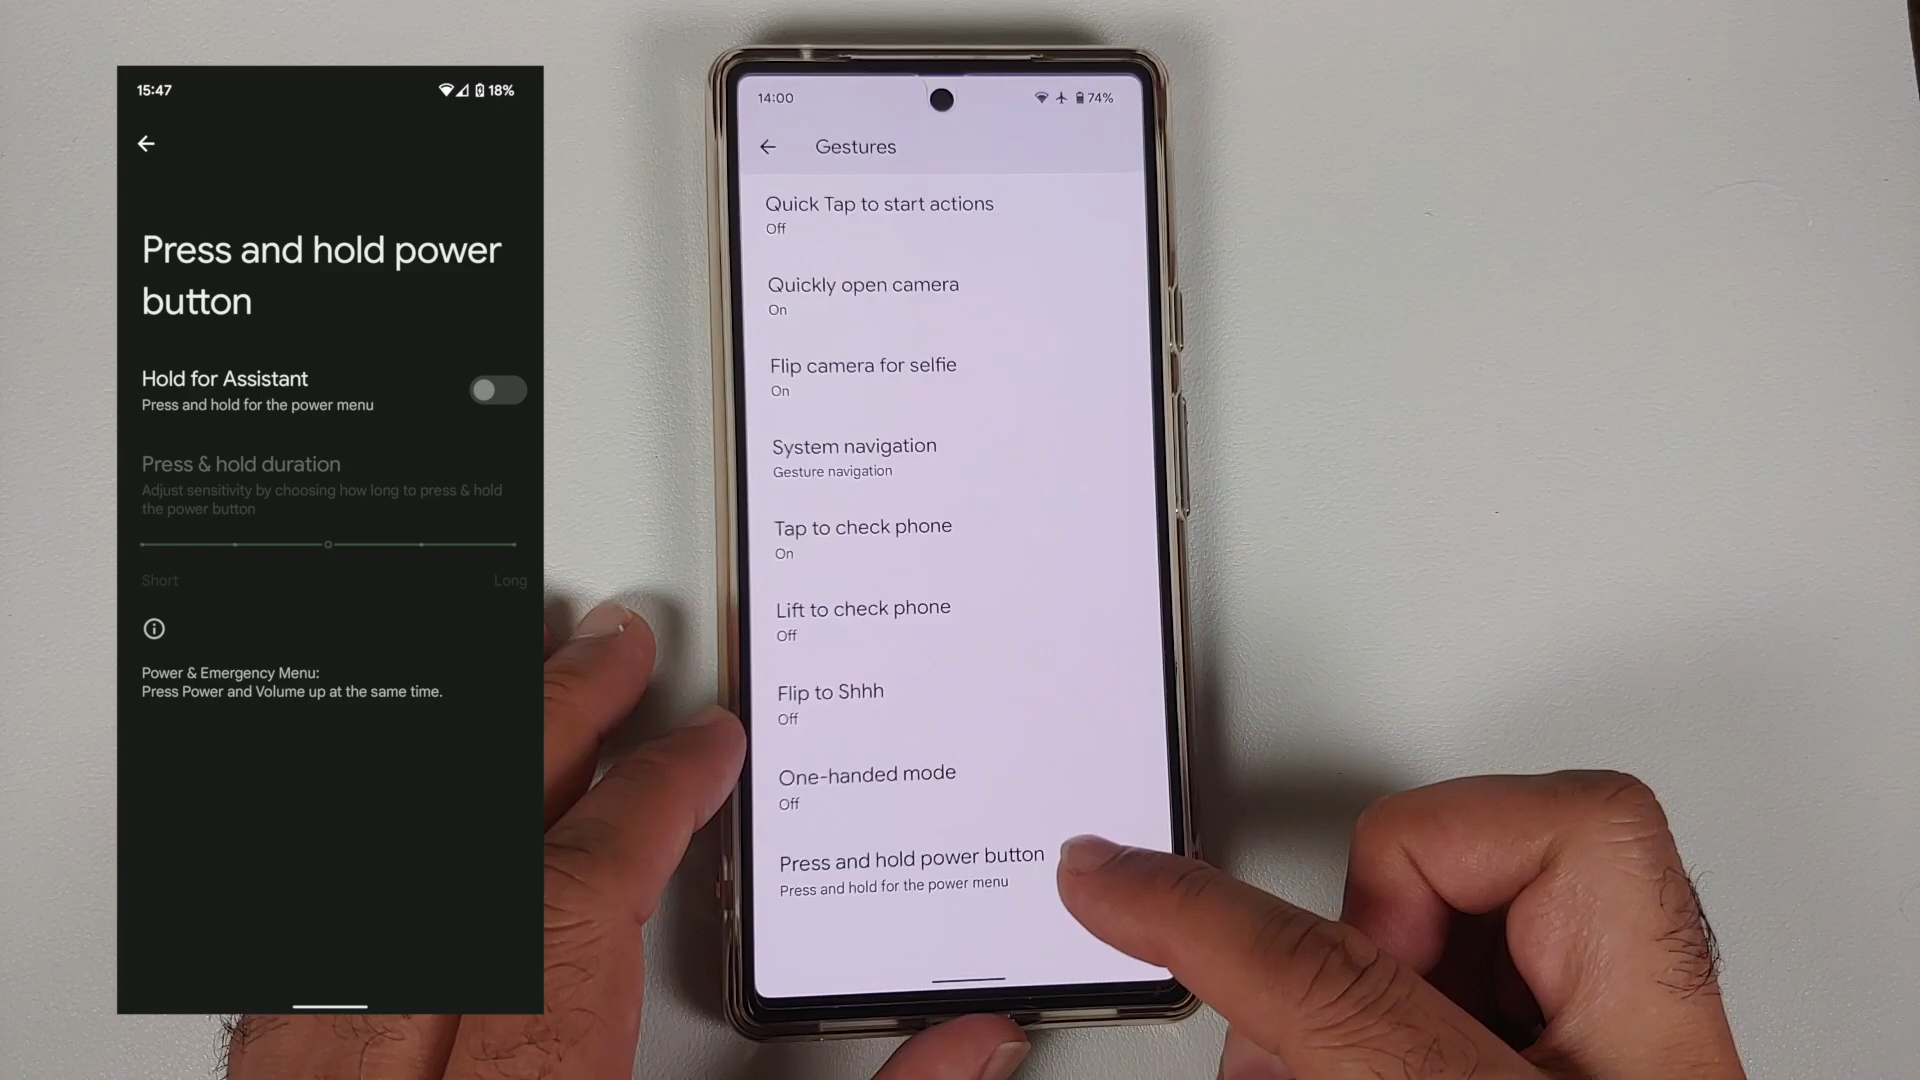 15:47
18%
Press and hold power
button
Hold for Assistant
Press and hold for the power menu
Press & hold duration
Adjust sensitivity by choosing how long to press & hold
the power button
Short
Long
Power & Emergency Menu:
Press Power and Volume up at the same time.
14:00
74%
Gestures
Quick Tap to start actions
Off
Quickly open camera
On
Flip camera for selfie
On
System navigation
Gesture navigation
Tap to check phone
On
Lift to check phone
Off
Flip to Shhh
Off
One-handed mode
Off
Press and hold power button
Press and hold for the power menu